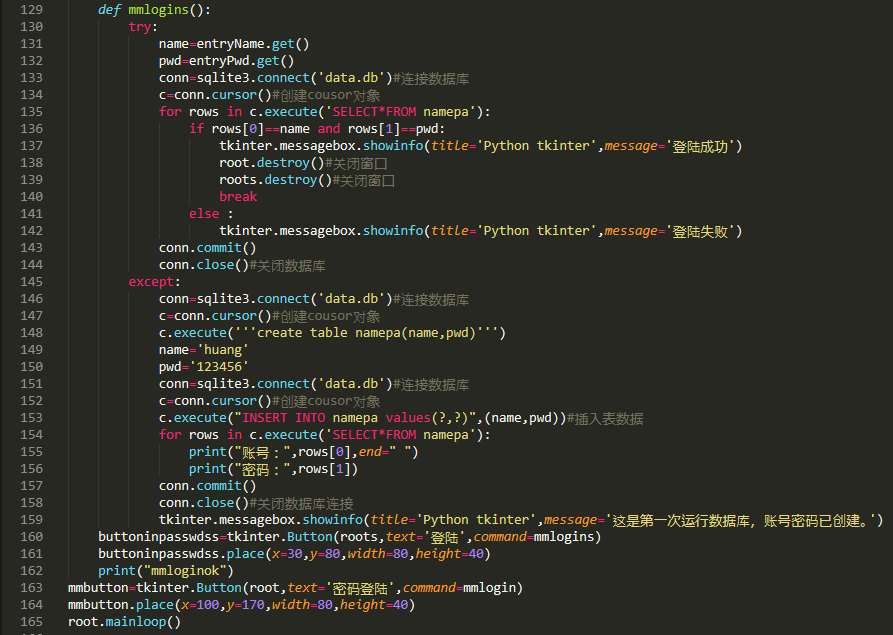 129 def mmlogins():
130 try:
131 name=entryName.get()
132 pwd=entryPwd.get()
133 conn=sqlite3.connect('data.db')#连接数据库
134 c=conn.cursor()#创建cousor对象
135 for rows in c.execute('SELECT*FROM namepa'):
136 if rows[0]==name and rows[1]==pwd:
137 tkinter.messagebox.showinfo(title='Python tkinter',message='登陆成功')
138 root.destroy()#关闭窗口
139 roots.destroy()#关闭窗口
140 break
141 else :
142 tkinter.messagebox.showinfo(title='Python tkinter',message='登陆失败')
143 conn.commit()
144 conn.close()#关闭数据库
145 except:
146 conn=sqlite3.connect('data.db')#连接数据库
147 c=conn.cursor()#创建cousor对象
148 c.execute('''create table namepa(name,pwd)''')
149 name='huang'
150 pwd='123456'
151 conn=sqlite3.connect('data.db')#连接数据库
152 c=conn.cursor()#创建cousor对象
153 c.execute("INSERT INTO namepa values(?,?)",(name,pwd))#插入表数据
154 for rows in c.execute('SELECT*FROM namepa'):
155 print("账号：",rows[0],end=" ")
156 print("密码：",rows[1])
157 conn.commit()
158 conn.close()#关闭数据库连接
159 tkinter.messagebox.showinfo(title='Python tkinter',message='这是第一次运行数据库，账号密码已创建。')
160 buttoninpasswdss=tkinter.Button(roots,text='登陆',command=mmlogins)
161 buttoninpasswdss.place(x=30,y=80,width=80,height=40)
162 print("mmloginok")
163 mmbutton=tkinter.Button(root,text='密码登陆',command=mmlogin)
164 mmbutton.place(x=100,y=170,width=80,height=40)
165 root.mainloop()